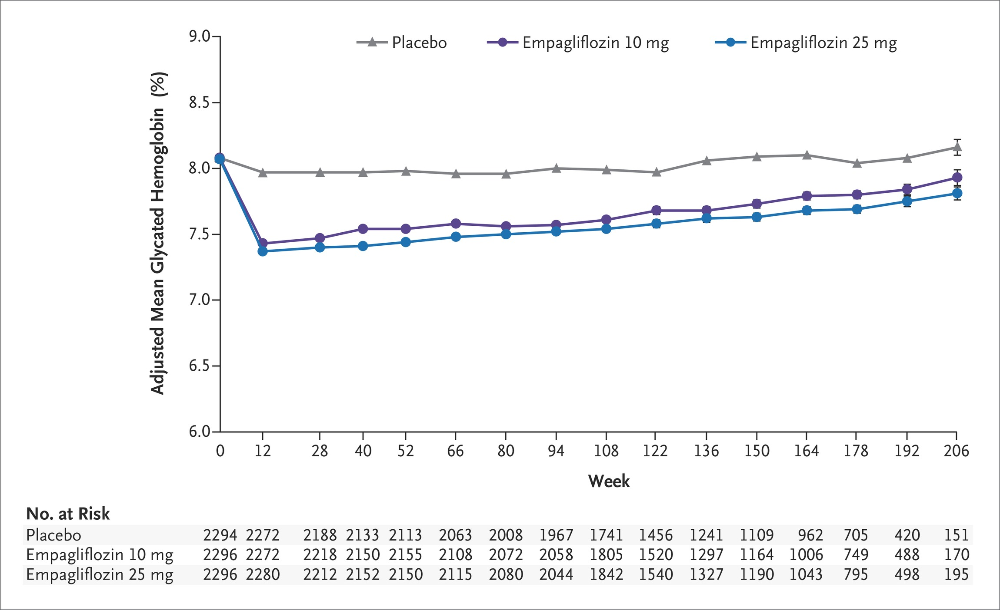 9.0
Placebo Empagliflozin 10 mg Empagliflozin 25 mg
8.5
8.0
7.5
7.0
6.5
6.0
Adjusted Mean Glycated Hemoglobin (%)
0 12 28 40 52 66 80 94 108 122 136 150 164 178 192 206
Week
No. at Risk
Placebo 2294 2272 2188 2133 2113 2063 2008 1967 1741 1456 1241 1109 962 705 420 151
Empagliflozin 10 mg 2296 2272 2218 2150 2155 2108 2072 2058 1805 1520 1297 1164 1006 749 488 170
Empagliflozin 25 mg 2296 2280 2212 2152 2150 2115 2080 2044 1842 1540 1327 1190 1043 795 498 195